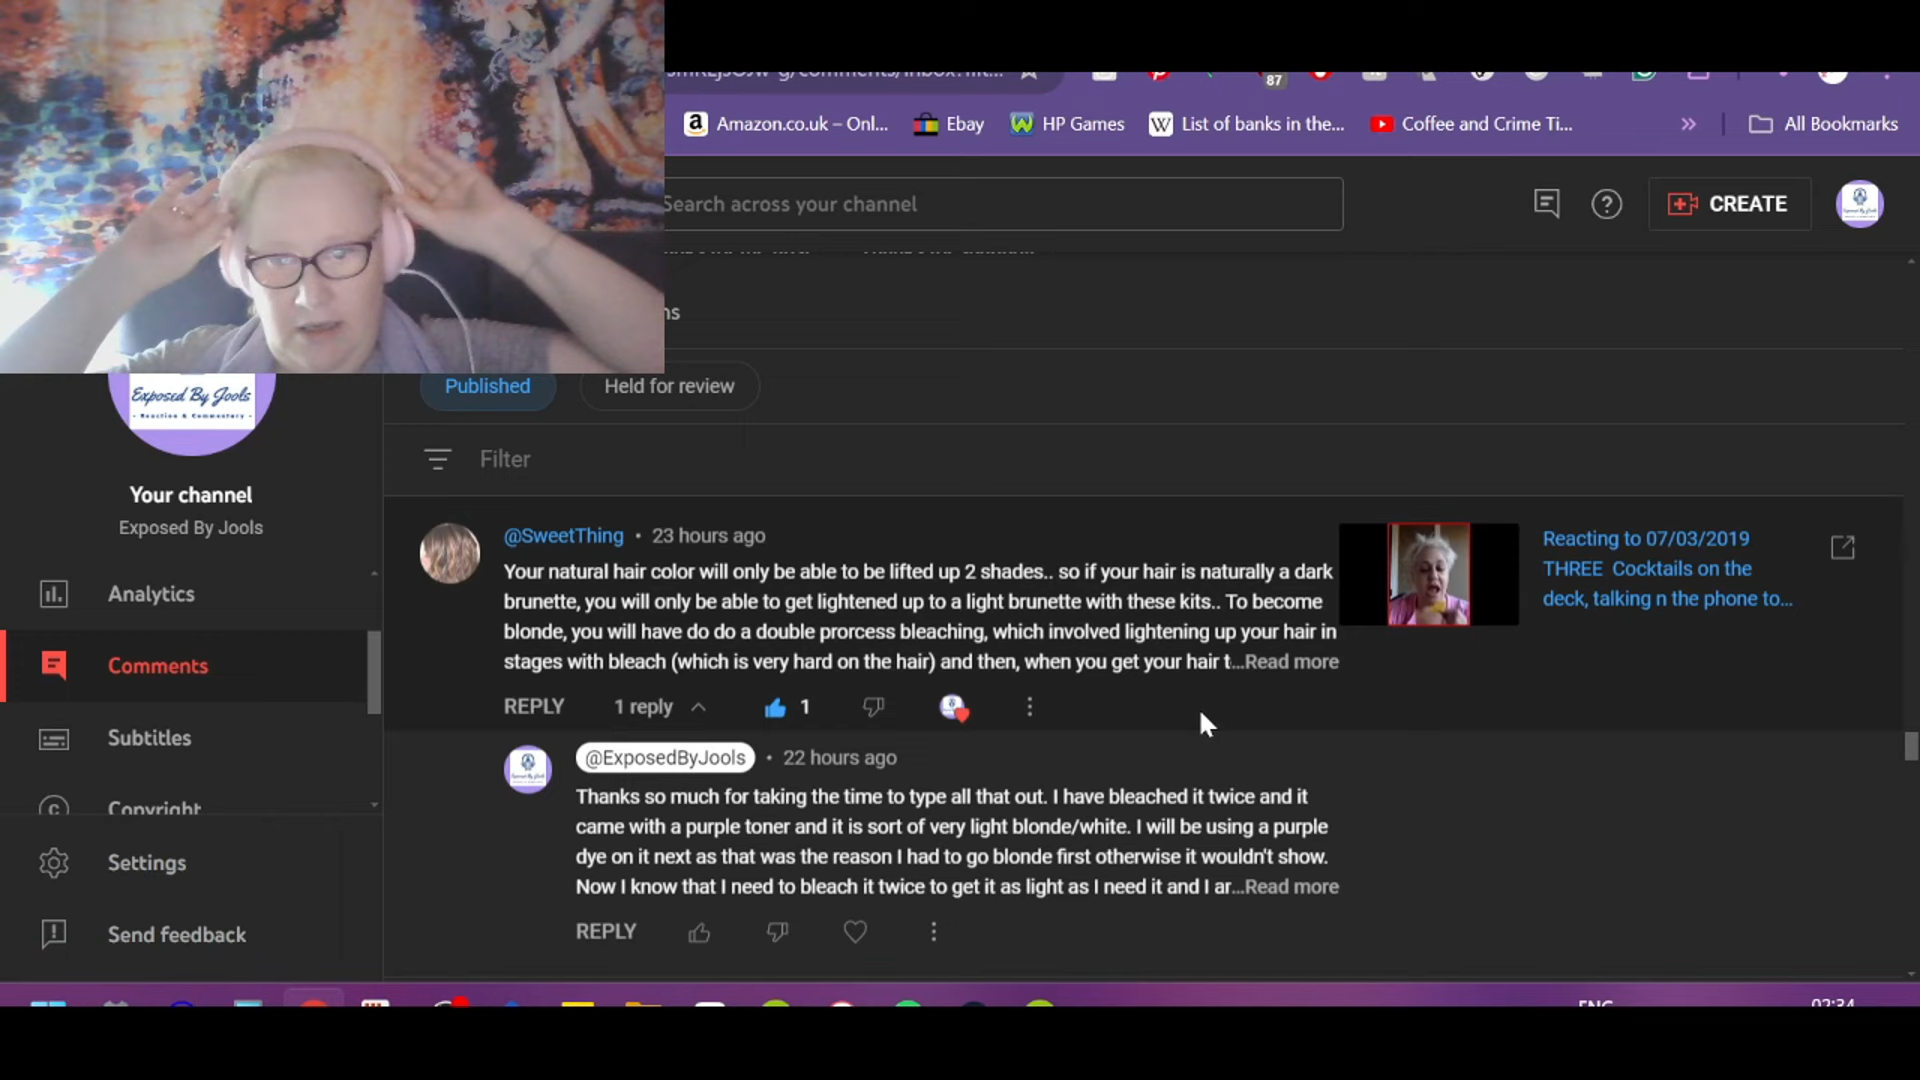 87
Amazon.co.uk – Onl...
Ebay
HP Games
List of banks in the...
Coffee and Crime Ti...
»
All Bookmarks
Search across your channel
CREATE
ns
Published
Held for review
Exposed By Jools
- Reaction & Commentary -
Filter
Your channel
Exposed By Jools
Analytics
Comments
Subtitles
Copyright
Settings
Send feedback
@SweetThing • 23 hours ago
Your natural hair color will only be able to be lifted up 2 shades.. so if your hair is naturally a dark
brunette, you will only be able to get lightened up to a light brunette with these kits.. To become
blonde, you will have do do a double prorcess bleaching, which involved lightening up your hair in
stages with bleach (which is very hard on the hair) and then, when you get your hair t...Read more
REPLY 1 reply 1
Reacting to 07/03/2019
THREE Cocktails on the
deck, talking n the phone to...
@ExposedByJools • 22 hours ago
Thanks so much for taking the time to type all that out. I have bleached it twice and it
came with a purple toner and it is sort of very light blonde/white. I will be using a purple
dye on it next as that was the reason I had to go blonde first otherwise it wouldn't show.
Now I know that I need to bleach it twice to get it as light as I need it and I ar...Read more
REPLY
ENG
02:34